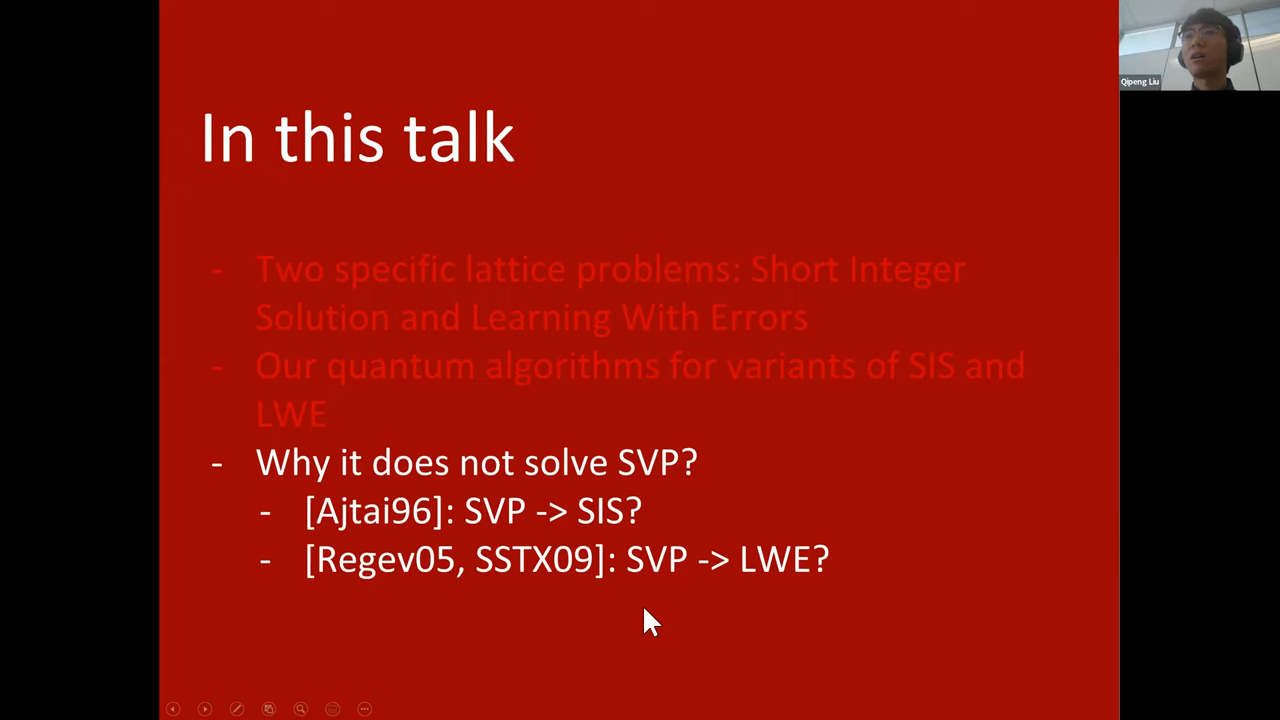 Qipeng Liu
In this talk
- Two specific lattice problems: Short Integer
Solution and Learning With Errors
- Our quantum algorithms for variants of SIS and
LWE
- Why it does not solve SVP?
- [Ajtai96]: SVP -> SIS?
- [Regev05, SSTX09]: SVP -> LWE?